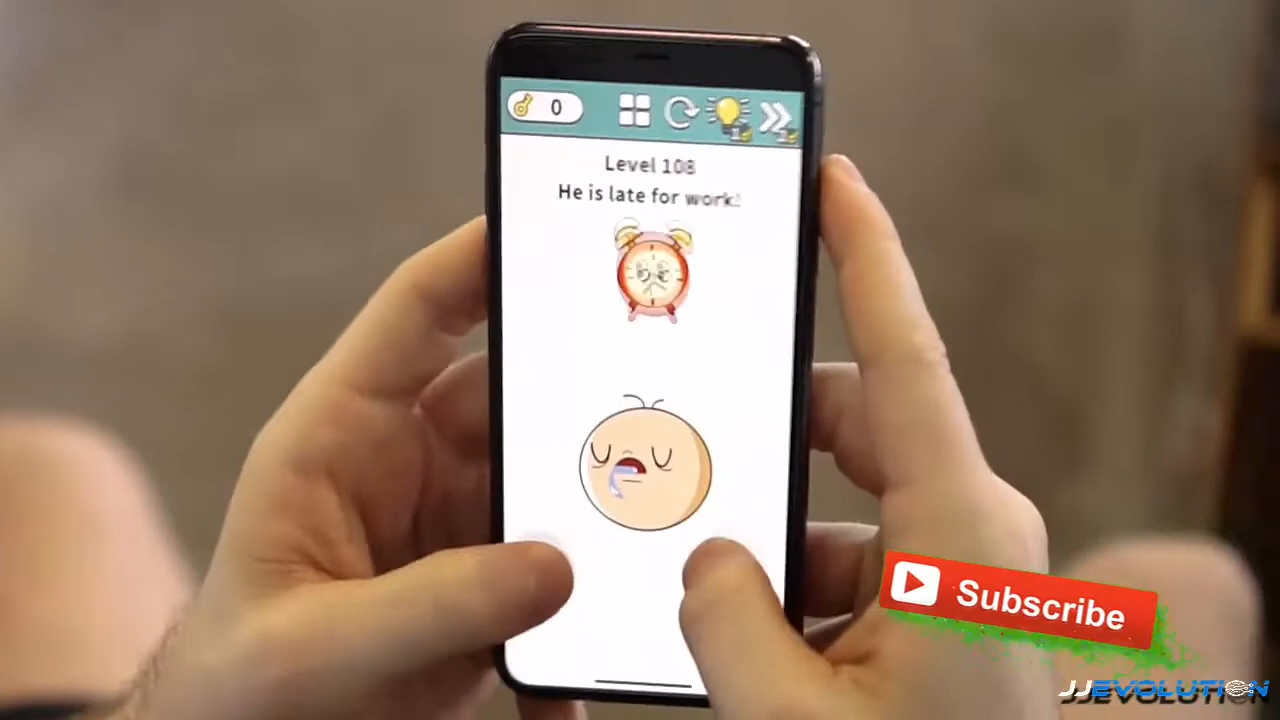 0
Level 108
He is late for work!
Subscribe
JJEVOLUTION